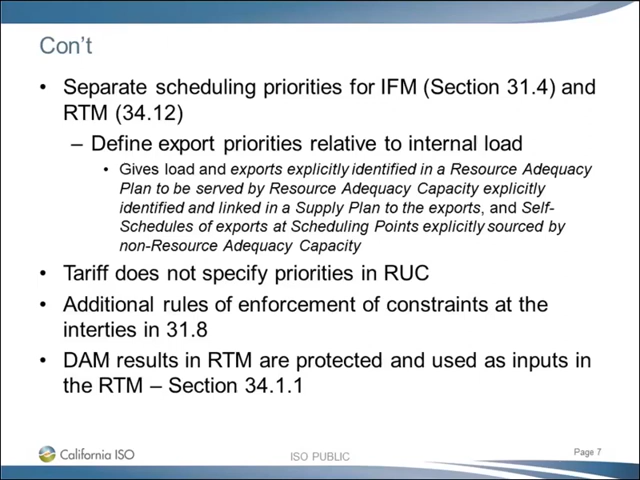 Con't
• Separate scheduling priorities for IFM (Section 31.4) and
RTM (34.12)
– Define export priorities relative to internal load
• Gives load and exports explicitly identified in a Resource Adequacy
Plan to be served by Resource Adequacy Capacity explicitly
identified and linked in a Supply Plan to the exports, and Self-
Schedules of exports at Scheduling Points explicitly sourced by
non-Resource Adequacy Capacity
• Tariff does not specify priorities in RUC
• Additional rules of enforcement of constraints at the
interties in 31.8
• DAM results in RTM are protected and used as inputs in
the RTM – Section 34.1.1
California ISO
ISO PUBLIC
Page 7